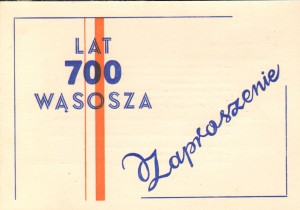 LAT
700
WĄSOSZA
Zaproszenie